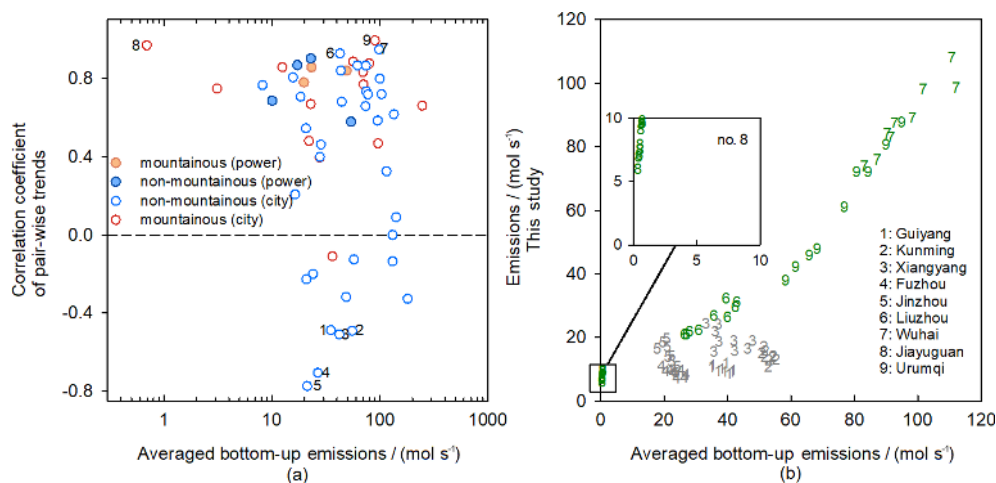 Correlation coefficient
of pair-wise trends
0.8
0.4
0.0
-0.4
-0.8
8
9
6
7
mountainous (power)
non-mountainous (power)
non-mountainous (city)
mountainous (city)
1
3
2
4
5
1
10
100
1000
Averaged bottom-up emissions / (mol s⁻¹)
(a)
Emissions / (mol s⁻¹)
This study
120
100
80
60
40
20
0
10
5
0
0
5
10
no. 8
1: Guiyang
2: Kunming
3: Xiangyang
4: Fuzhou
5: Jinzhou
6: Liuzhou
7: Wuhai
8: Jiayuguan
9: Urumqi
0
20
40
60
80
100
120
Averaged bottom-up emissions / (mol s⁻¹)
(b)